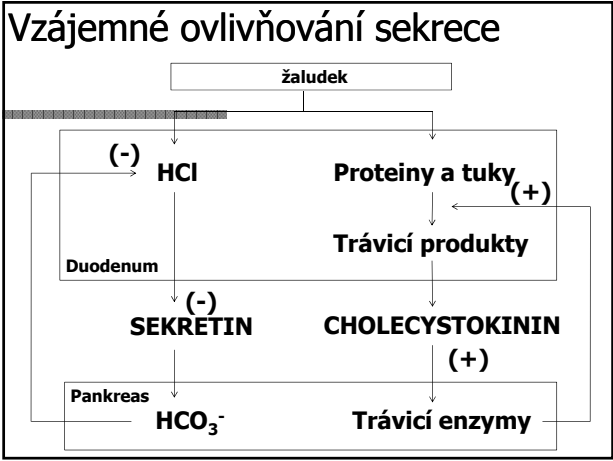 Vzájemné ovlivňování sekrece
žaludek
(-)
HCl
Proteiny a tuky
(+)
Trávicí produkty
Duodenum
(-)
SEKRETIN
CHOLECYSTOKININ
(+)
Pankreas
HCO₃⁻
Trávicí enzymy